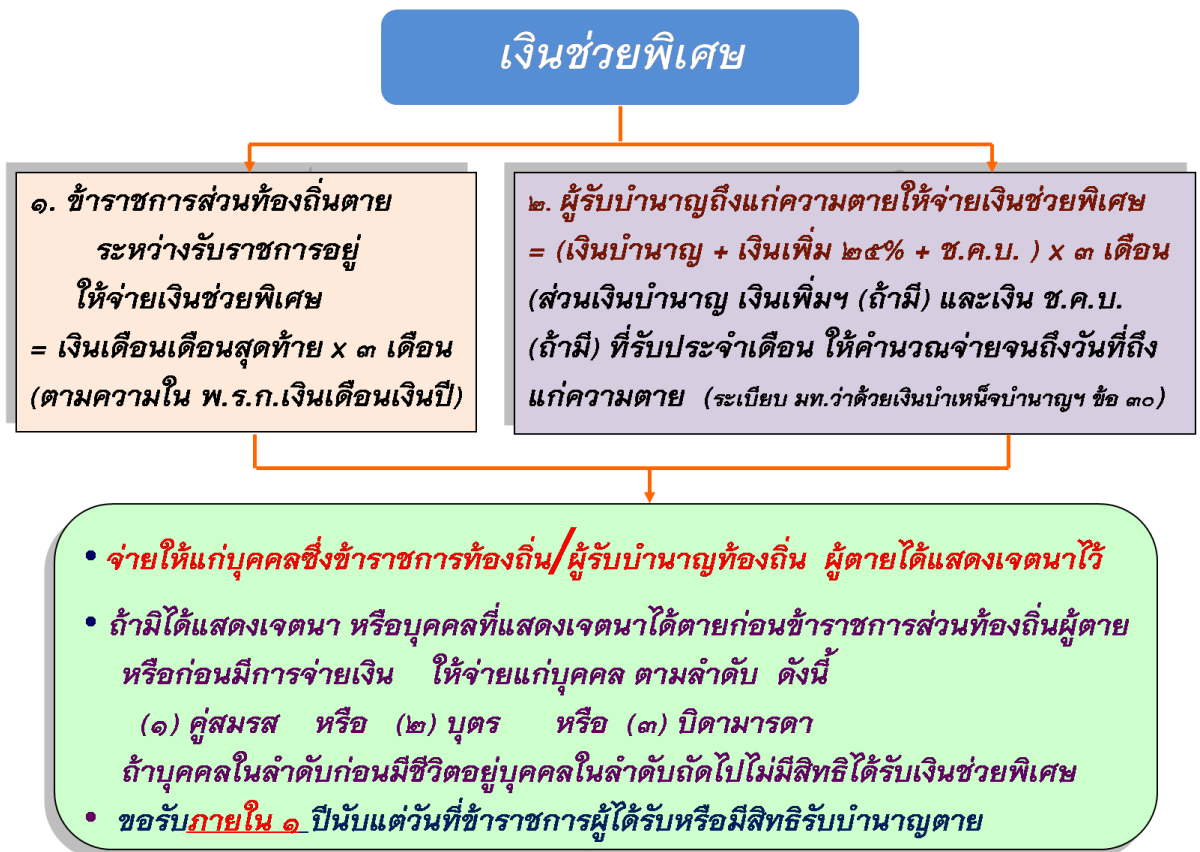 เงินช่วยพิเศษ
๑. ข้าราชการส่วนท้องถิ่นตาย
ระหว่างรับราชการอยู่
ให้จ่ายเงินช่วยพิเศษ
= เงินเดือนเดือนสุดท้าย x ๓ เดือน
(ตามความใน พ.ร.ก.เงินเดือนเงินปี)
๒. ผู้รับบำนาญถึงแก่ความตายให้จ่ายเงินช่วยพิเศษ
= (เงินบำนาญ + เงินเพิ่ม ๒๕% + ช.ค.บ. ) x ๓ เดือน
(ส่วนเงินบำนาญ เงินเพิ่มฯ (ถ้ามี) และเงิน ช.ค.บ.
(ถ้ามี) ที่รับประจำเดือน ให้คำนวณจ่ายจนถึงวันที่ถึง
แก่ความตาย (ระเบียบ มท.ว่าด้วยเงินบำเหน็จบำนาญฯ ข้อ ๓๐)
• จ่ายให้แก่บุคคลซึ่งข้าราชการท้องถิ่น/ผู้รับบำนาญท้องถิ่น ผู้ตายได้แสดงเจตนาไว้
• ถ้ามิได้แสดงเจตนา หรือบุคคลที่แสดงเจตนาได้ตายก่อนข้าราชการส่วนท้องถิ่นผู้ตาย
หรือก่อนมีการจ่ายเงิน ให้จ่ายแก่บุคคล ตามลำดับ ดังนี้
(๑) คู่สมรส หรือ (๒) บุตร หรือ (๓) บิดามารดา
ถ้าบุคคลในลำดับก่อนมีชีวิตอยู่บุคคลในลำดับถัดไปไม่มีสิทธิได้รับเงินช่วยพิเศษ
• ขอรับภายใน ๑ ปีนับแต่วันที่ข้าราชการผู้ได้รับหรือมีสิทธิรับบำนาญตาย